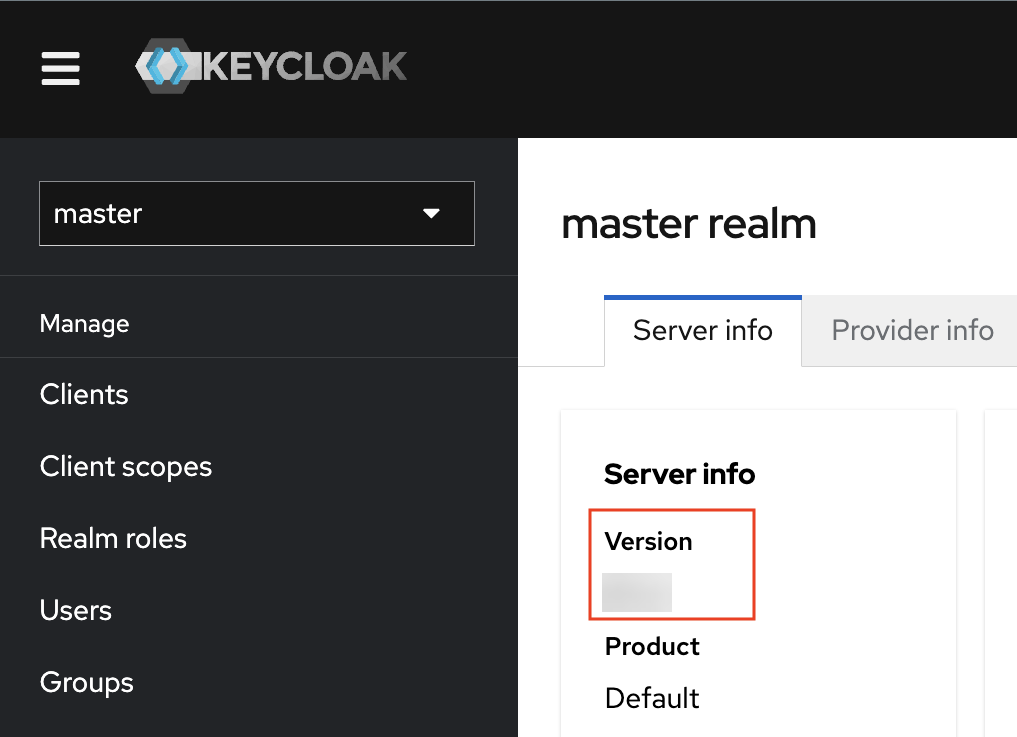 KEYCLOAK
master
Manage
Clients
Client scopes
Realm roles
Users
Groups
master realm
Server info
Provider info
Server info
Version
Product
Default